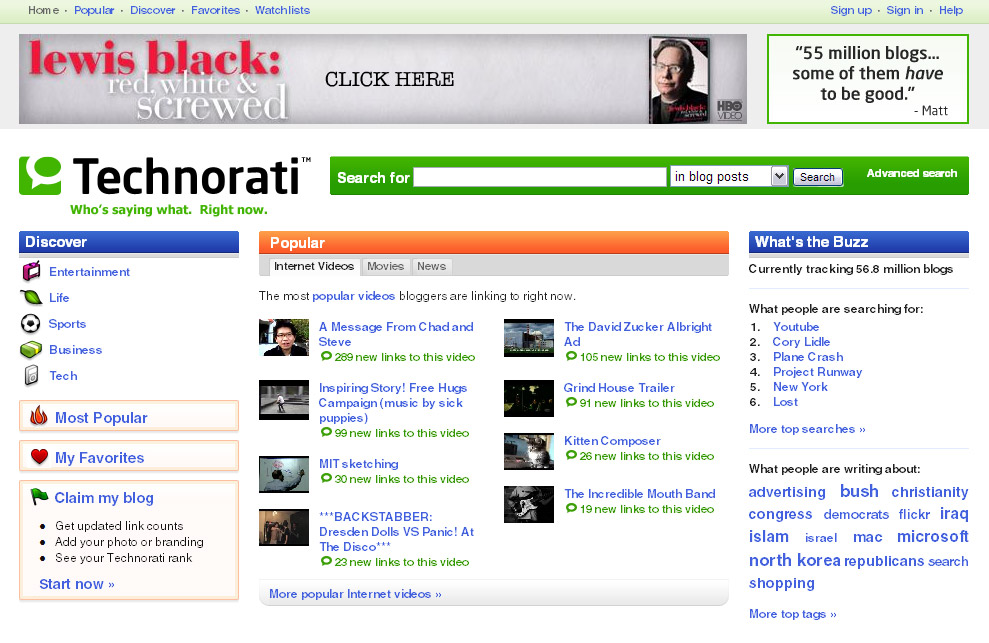 Home · Popular · Discover · Favorites · Watchlists
Sign up · Sign in · Help
lewis black:
red, white &
screwed
CLICK HERE
lewis black:
HBO
VIDEO
"55 million blogs...
some of them have
to be good."
- Matt
Technorati™
Who's saying what. Right now.
Search for
in blog posts
Search
Advanced search
Discover
Entertainment
Life
Sports
Business
Tech
Most Popular
My Favorites
Claim my blog
• Get updated link counts
• Add your photo or branding
• See your Technorati rank
Start now »
Popular
Internet Videos
Movies
News
The most popular videos bloggers are linking to right now.
A Message From Chad and
Steve
289 new links to this video
Inspiring Story! Free Hugs
Campaign (music by sick
puppies)
99 new links to this video
MIT sketching
30 new links to this video
***BACKSTABBER:
Dresden Dolls VS Panic! At
The Disco***
23 new links to this video
The David Zucker Albright
Ad
105 new links to this video
Grind House Trailer
91 new links to this video
Kitten Composer
26 new links to this video
The Incredible Mouth Band
19 new links to this video
More popular Internet videos »
What's the Buzz
Currently tracking 56.8 million blogs
What people are searching for:
1. Youtube
2. Cory Lidle
3. Plane Crash
4. Project Runway
5. New York
6. Lost
More top searches »
What people are writing about:
advertising bush christianity
congress democrats flickr iraq
islam israel mac microsoft
north korea republicans search
shopping
More top tags »